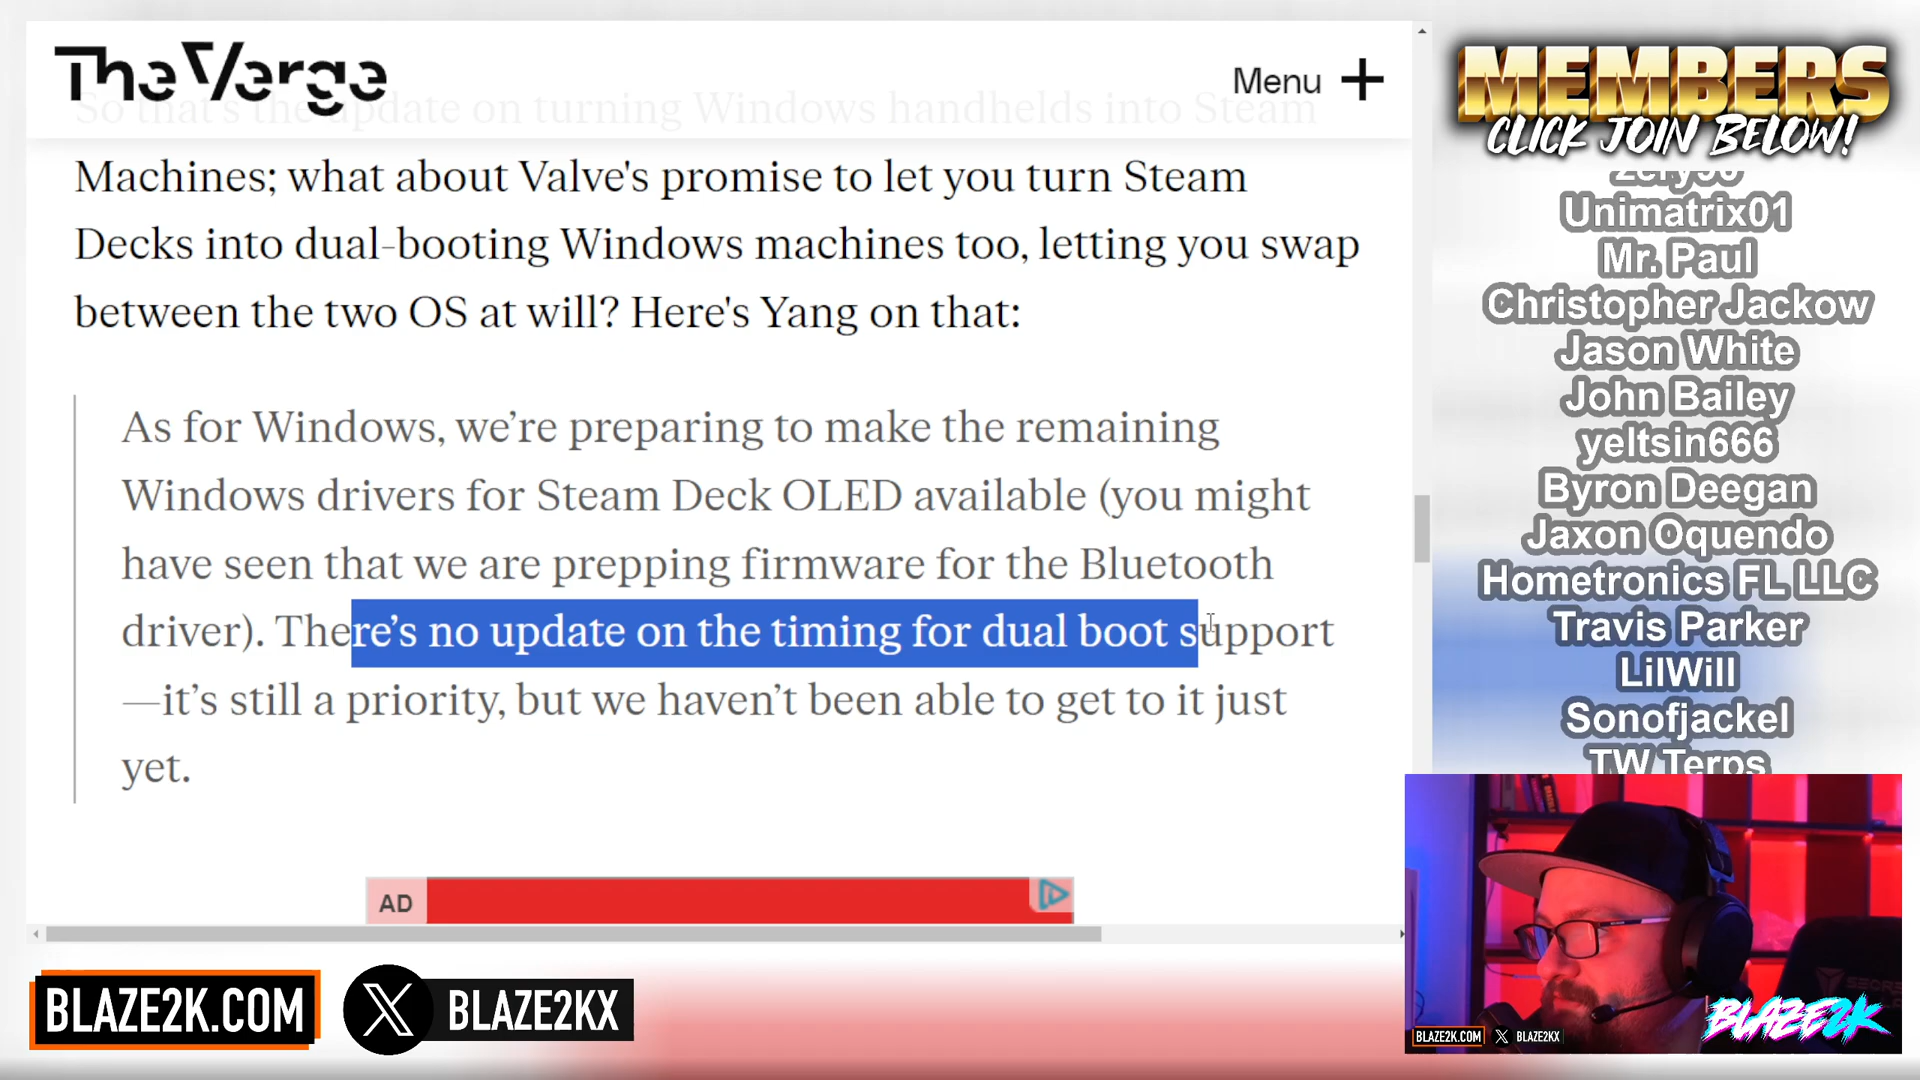 The Verge
Menu
So that's the update on turning Windows handhelds into Steam
Machines; what about Valve's promise to let you turn Steam
Decks into dual-booting Windows machines too, letting you swap
between the two OS at will? Here's Yang on that:
As for Windows, we’re preparing to make the remaining
Windows drivers for Steam Deck OLED available (you might
have seen that we are prepping firmware for the Bluetooth
driver). There’s no update on the timing for dual boot support
—it’s still a priority, but we haven’t been able to get to it just
yet.
AD
BLAZE2K.COM
X BLAZE2KX
MEMBERS
CLICK JOIN BELOW!
Unimatrix01
Mr. Paul
Christopher Jackow
Jason White
John Bailey
yeltsin666
Byron Deegan
Jaxon Oquendo
Hometronics FL LLC
Travis Parker
LilWill
Sonofjackel
TW Terps
BLAZE2K.COM
X BLAZE2KX
BLAZE2K